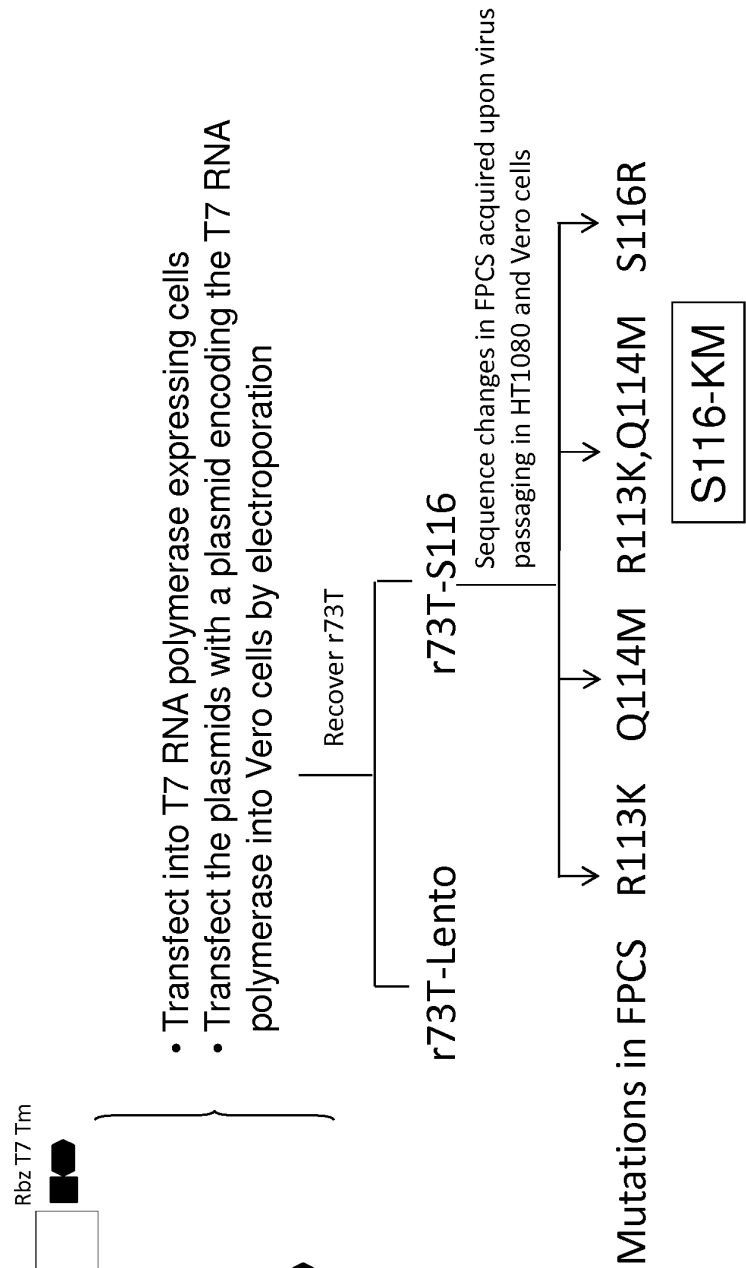 Rbz T7 Tm
• Transfect into T7 RNA polymerase expressing cells
• Transfect the plasmids with a plasmid encoding the T7 RNA
polymerase into Vero cells by electroporation
Recover r73T
r73T-Lento
r73T-S116
Sequence changes in FPCS acquired upon virus
passaging in HT1080 and Vero cells
Mutations in FPCS R113K Q114M R113K,Q114M S116R
S116-KM